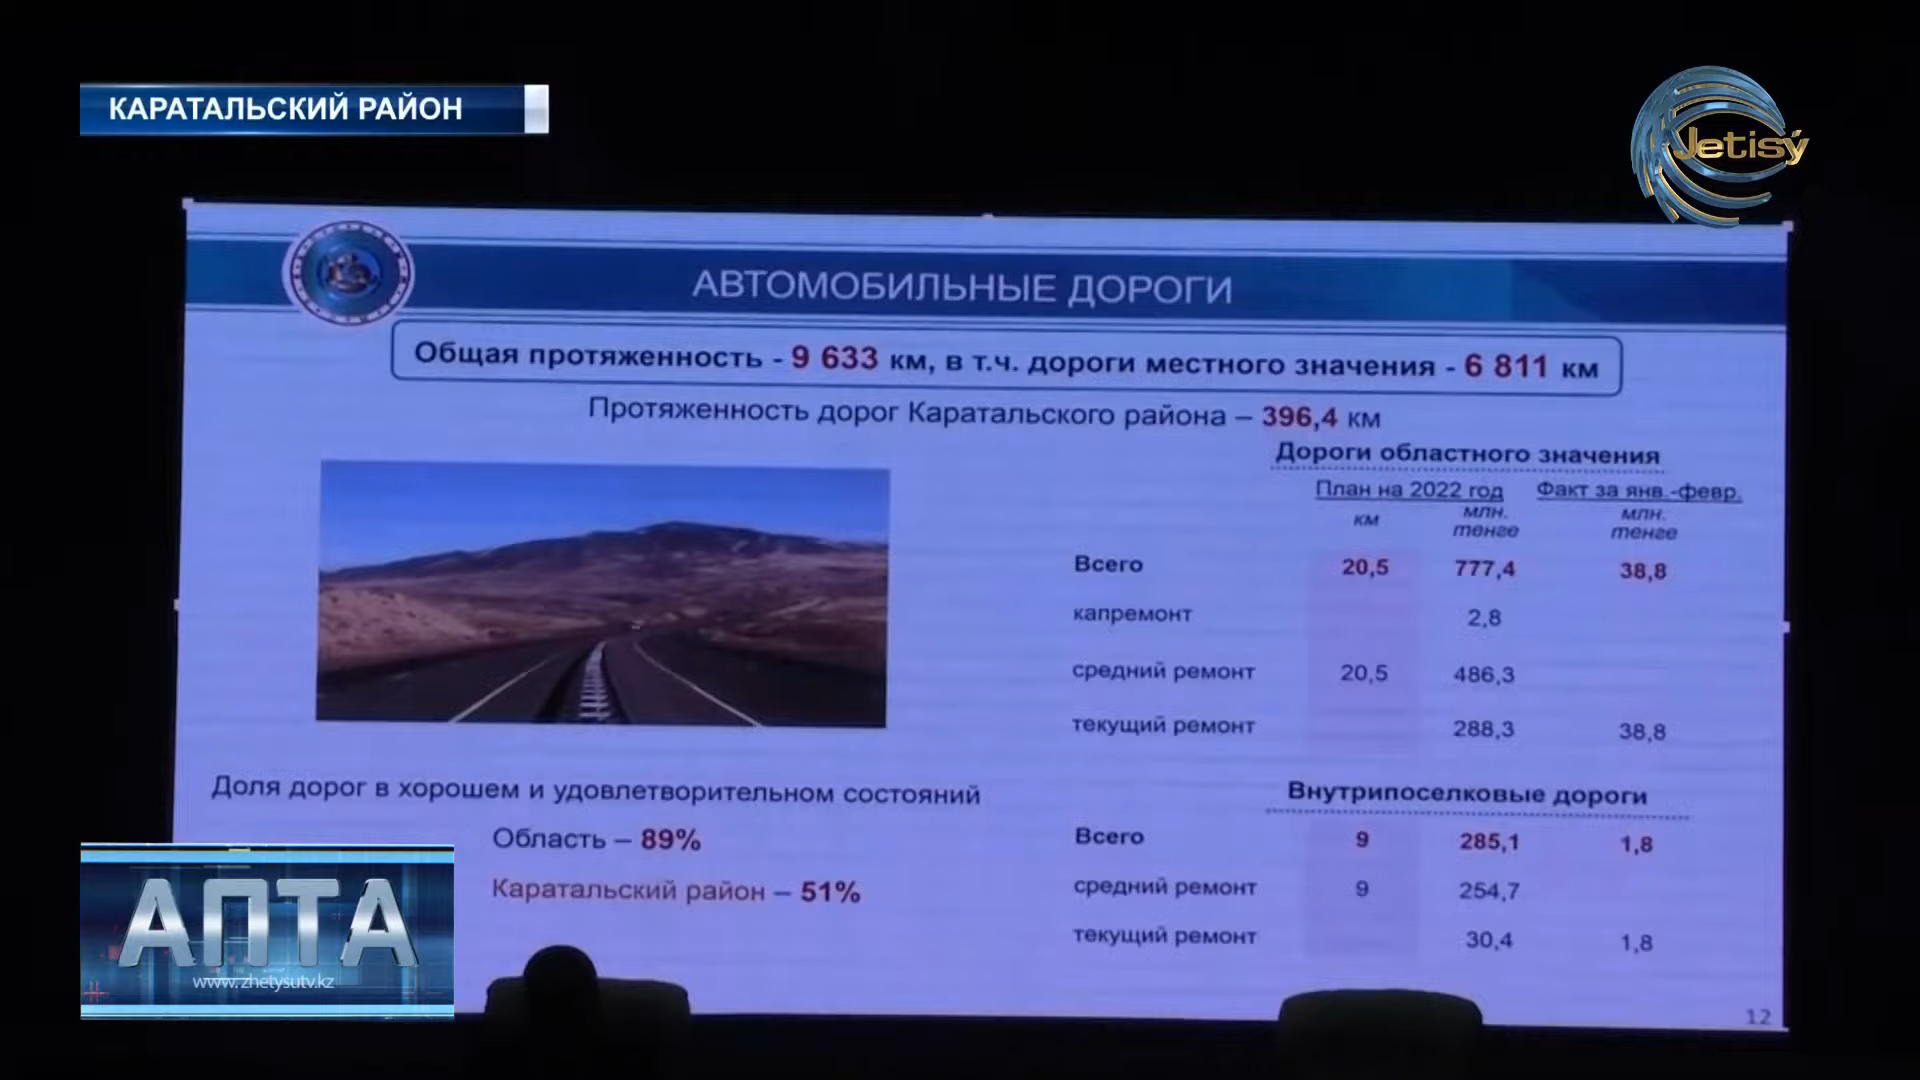 КАРАТАЛЬСКИЙ РАЙОН
Jetisý
АВТОМОБИЛЬНЫЕ ДОРОГИ
Общая протяженность - 9 633 км, в т.ч. дороги местного значения - 6 811 км
Протяженность дорог Каратальского района – 396,4 км
Дороги областного значения
План на 2022 год Факт за янв.-февр.
км млн. тенге млн. тенге
Всего 20,5 777,4 38,8
капремонт 2,8
средний ремонт 20,5 486,3
текущий ремонт 288,3 38,8
Доля дорог в хорошем и удовлетворительном состояний
Область – 89%
Каратальский район – 51%
Внутрипоселковые дороги
Всего 9 285,1 1,8
средний ремонт 9 254,7
текущий ремонт 30,4 1,8
12
АПТА
www.zhetysutv.kz